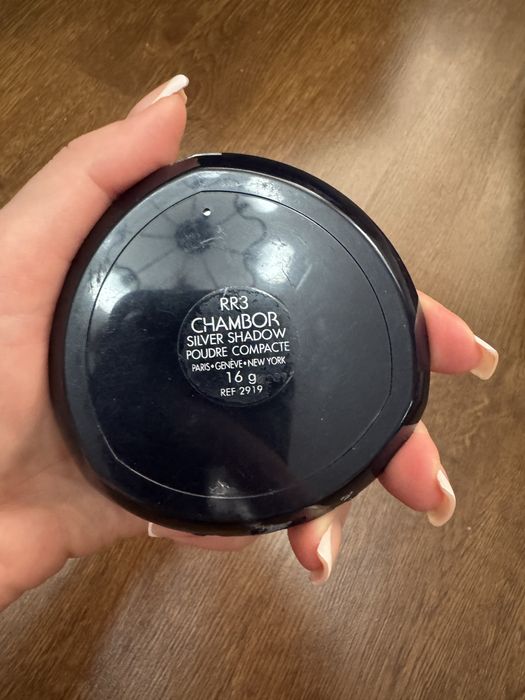 RR3
CHAMBOR
SILVER SHADOW
POUDRE COMPACTE
PARIS•GENÈVE•NEW YORK
16 g
REF 2919